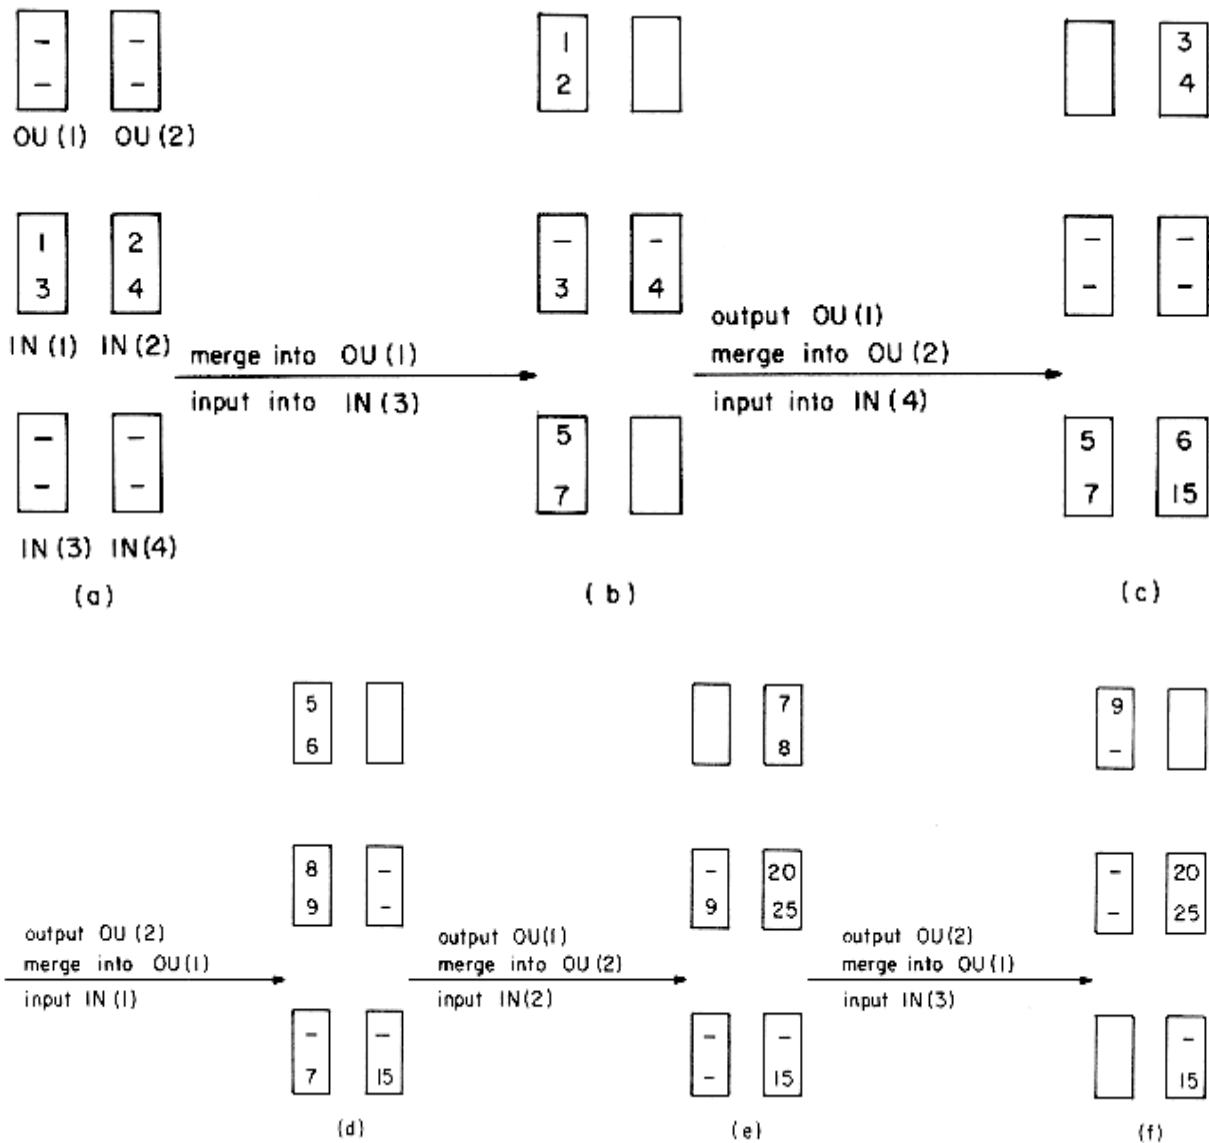 - - 1 3
- - 2 4
OU (1) OU (2)
1 2 - - - -
3 4 3 4 - -
IN (1) IN (2)
output OU (1)
merge into OU (1) merge into OU (2)
input into IN (3) input into IN (4)
- - 5 5 6
- - 7 7 15
IN (3) IN (4)
(a) (b) (c)
5 7 9
6 8 -
8 - - 20 - 20
9 - 9 25 - 25
output OU (2) output OU(1) output OU(2)
merge into OU(1) merge into OU (2) merge into OU(1)
input IN (1) input IN(2) input IN(3)
- - - - -
7 15 - 15 15
(d) (e) (f)